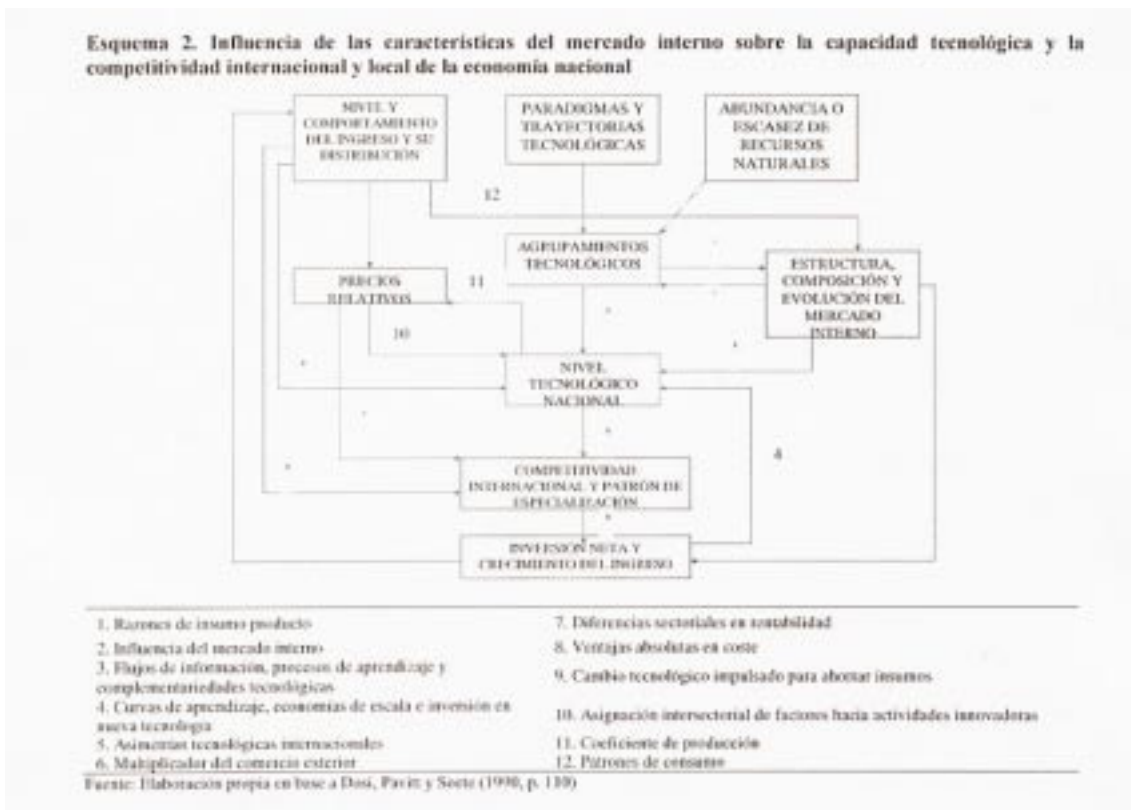 Esquema 2. Influencia de las características del mercado interno sobre la capacidad tecnológica y la
competitividad internacional y local de la economía nacional
NIVEL Y
COMPORTAMIENTO
DEL INGRESO Y SU
DISTRIBUCIÓN
PARADIGMAS Y
TRAYECTORIAS
TECNOLÓGICAS
ABUNDANCIA O
ESCASEZ DE
RECURSOS
NATURALES
12
AGRUPAMIENTOS
TECNOLÓGICOS
ESTRUCTURA,
COMPOSICIÓN Y
EVOLUCIÓN DEL
MERCADO
INTERNO
PRECIOS
RELATIVOS
11
10
NIVEL
TECNOLÓGICO
NACIONAL
4
COMPETITIVIDAD
INTERNACIONAL Y PATRÓN DE
ESPECIALIZACIÓN
INVERSIÓN NETA Y
CRECIMIENTO DEL INGRESO
1. Razones de insumo producto
2. Influencia del mercado interno
3. Flujos de información, procesos de aprendizaje y
complementariedades tecnológicas
4. Curvas de aprendizaje, economías de escala e inversión en
nueva tecnología
5. Asimetrías tecnológicas internacionales
6. Multiplicador del comercio exterior
7. Diferencias sectoriales en rentabilidad
8. Ventajas absolutas en coste
9. Cambio tecnológico impulsado para ahorrar insumos
10. Asignación intersectorial de factores hacia actividades innovadoras
11. Coeficiente de producción
12. Patrones de consumo
Fuente: Elaboración propia en base a Dosi, Pavitt y Soete (1990, p. 110)